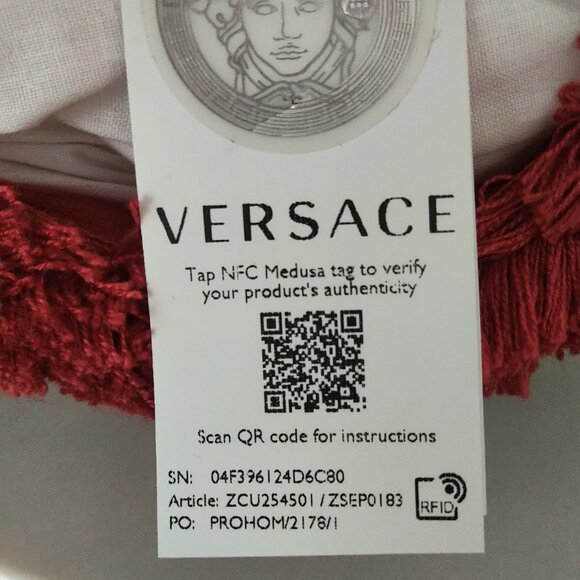 VERSACE
Tap NFC Medusa tag to verify
your product's authenticity
Scan QR code for instructions
SN: 04F396124D6C80
Article: ZCU254501 / ZSEP0183
PO: PROHOM/2178/1
RFID